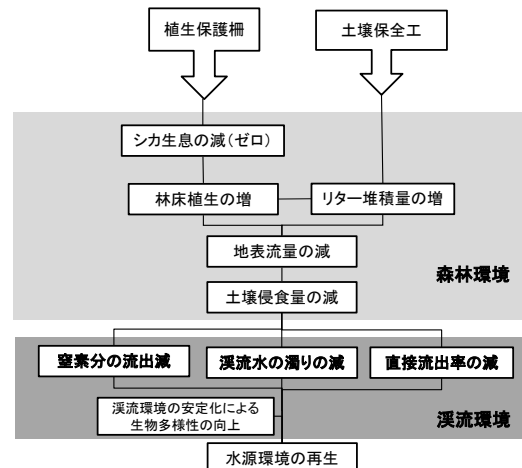 植生保護柵
土壌保全工
シカ生息の減(ゼロ)
林床植生の増
リター堆積量の増
地表流量の減
森林環境
土壌侵食量の減
窒素分の流出減
渓流水の濁りの減
直接流出率の減
渓流環境の安定化による
生物多様性の向上
渓流環境
水源環境の再生